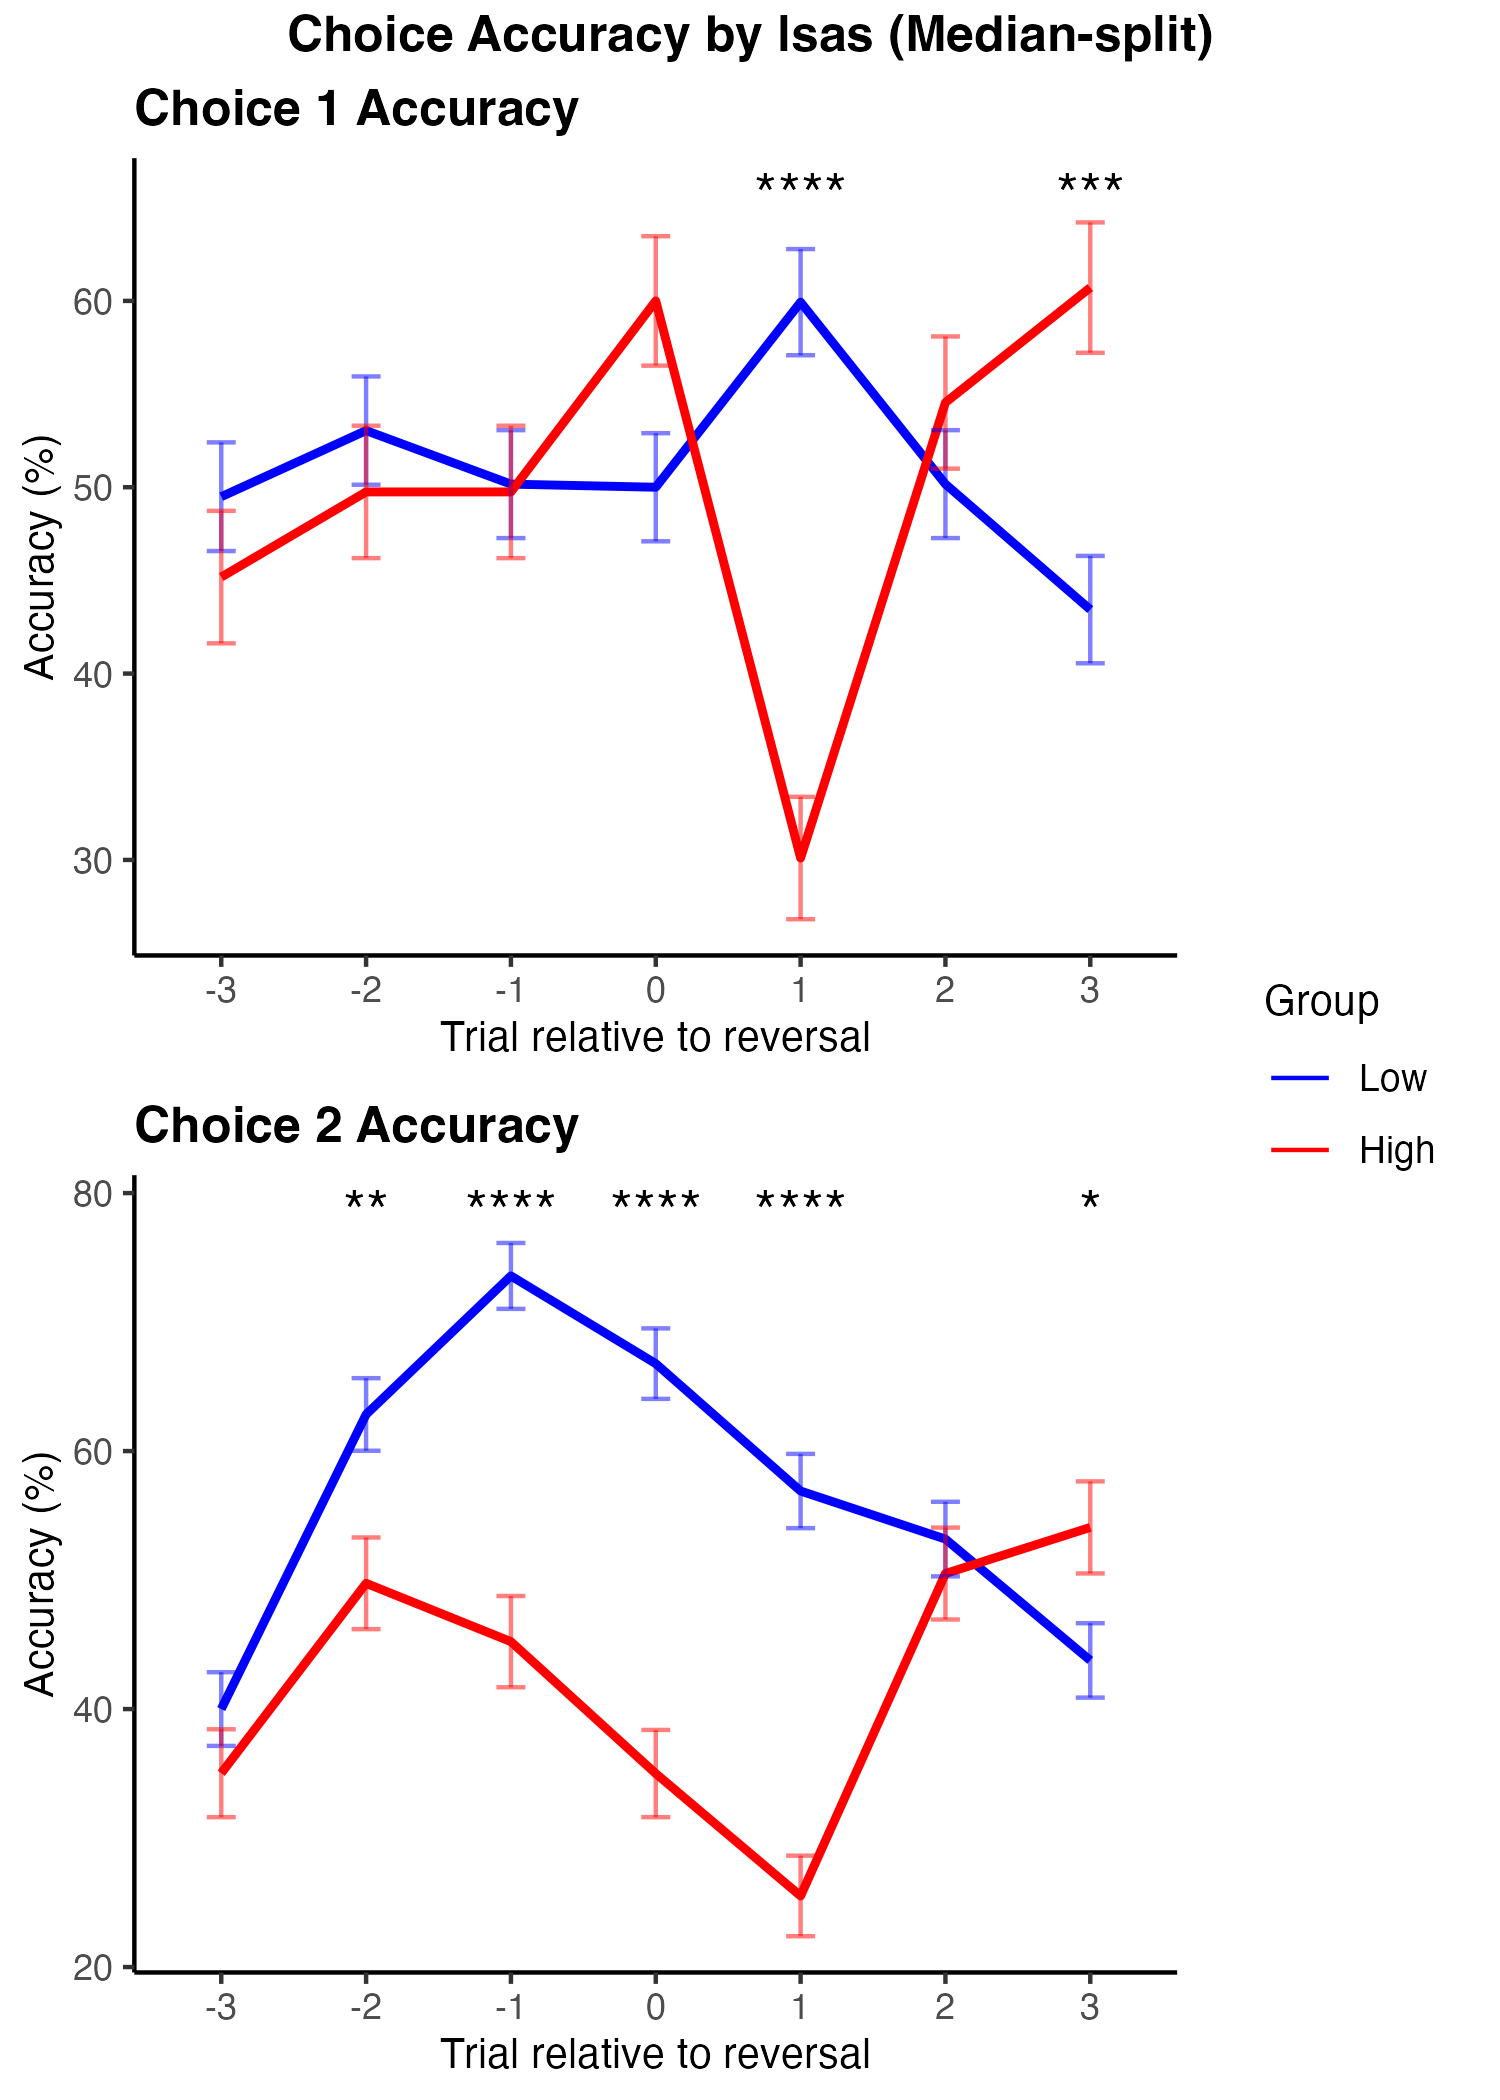 Choice Accuracy by lsas (Median-split)
Choice 1 Accuracy
**** ***
60
50
40
30
Accuracy (%)
-3 -2 -1 0 1 2 3
Trial relative to reversal
Group
Low
High
Choice 2 Accuracy
** **** **** **** *
80
60
40
20
Accuracy (%)
-3 -2 -1 0 1 2 3
Trial relative to reversal